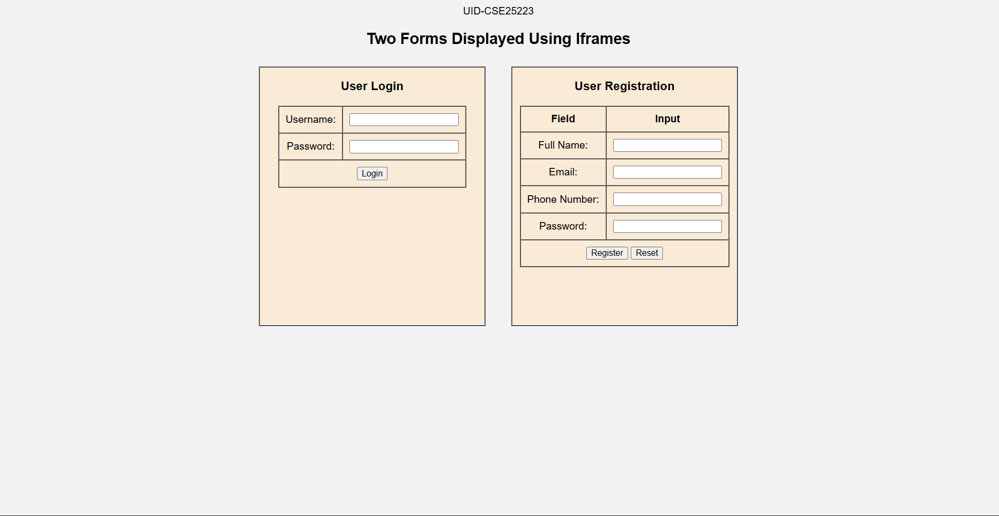 UID-CSE25223
Two Forms Displayed Using Iframes
User Login
Username:
Password:
Login
User Registration
Field Input
Full Name:
Email:
Phone Number:
Password:
Register Reset